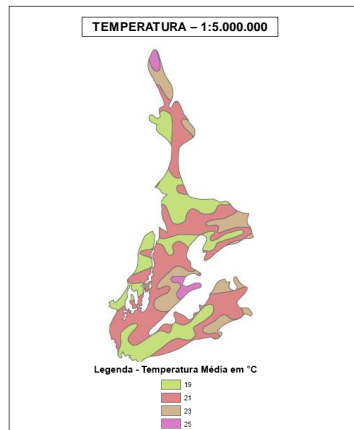 TEMPERATURA – 1:5.000.000
Legenda - Temperatura Média em °C
19
21
23
25